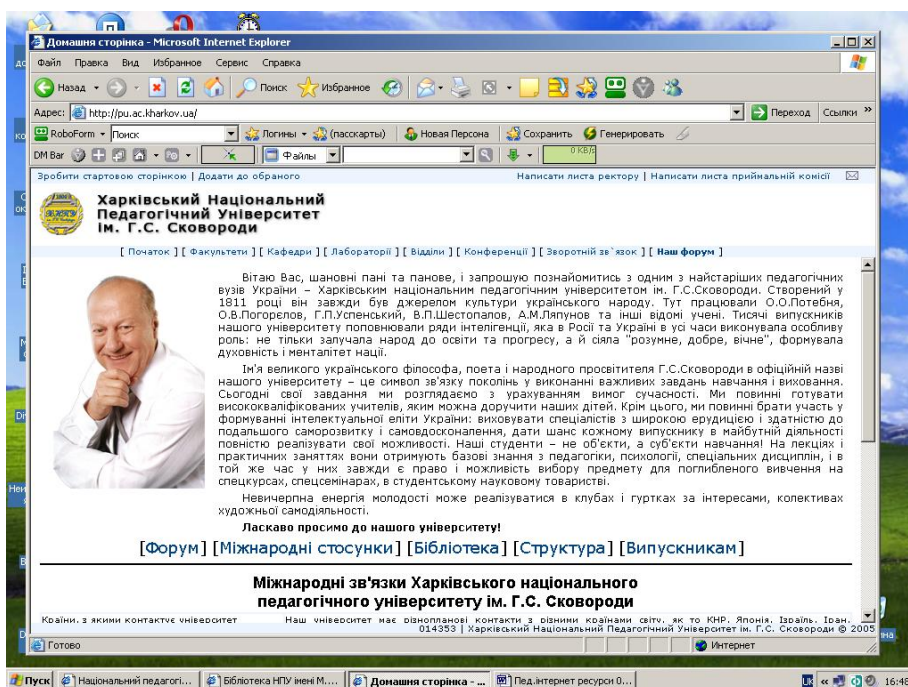 Домашня сторінка - Microsoft Internet Explorer
Файл Правка Вид Избранное Сервис Справка
Назад Поиск Избранное
Адрес: http://pu.ac.kharkov.ua/ Переход Ссылки »
RoboForm Поиск Логины (пасскарты) Новая Персона Сохранить Генерировать
DM Bar Файлы 0 KB/s
Зробити стартовою сторінкою | Додати до обраного Написати листа ректору | Написати листа приймальній комісії
Харківський Національний
Педагогічний Університет
ім. Г.С. Сковороди
[ Початок ] [ Факультети ] [ Кафедри ] [ Лабораторії ] [ Відділи ] [ Конференції ] [ Зворотній зв`язок ] [ Наш форум ]
Вітаю Вас, шановні пані та панове, і запрошую познайомитись з одним з найстаріших педагогічних
вузів України – Харківським національним педагогічним університетом ім. Г.С.Сковороди. Створений у
1811 році він завжди був джерелом культури українського народу. Тут працювали О.О.Потебня,
О.В.Погорєлов, Г.П.Успенський, В.П.Шестопалов, А.М.Ляпунов та інші відомі учені. Тисячі випускників
нашого університету поповнювали ряди інтелігенції, яка в Росії та Україні в усі часи виконувала особливу
роль: не тільки залучала народ до освіти та прогресу, а й сіяла "розумне, добре, вічне", формувала
духовність і менталітет нації.
Ім'я великого українського філософа, поета і народного просвітителя Г.С.Сковороди в офіційній назві
нашого університету – це символ зв'язку поколінь у виконанні важливих завдань навчання і виховання.
Сьогодні свої завдання ми розглядаємо з урахуванням вимог сучасності. Ми повинні готувати
висококваліфікованих учителів, яким можна доручити наших дітей. Крім цього, ми повинні брати участь у
формуванні інтелектуальної еліти України: виховувати спеціалістів з широкою ерудицією і здатністю до
подальшого саморозвитку і самовдосконалення, дати шанс кожному випускнику в майбутній діяльності
повністю реалізувати свої можливості. Наші студенти – не об'єкти, а суб'єкти навчання! На лекціях і
практичних заняттях вони отримують базові знання з педагогіки, психології, спеціальних дисциплін, і в
той же час у них завжди є право і можливість вибору предмету для поглибленого вивчення на
спецкурсах, спецсемінарах, в студентському науковому товаристві.
Невичерпна енергія молодості може реалізуватися в клубах і гуртках за інтересами, колективах
художньої самодіяльності.
Ласкаво просимо до нашого університету!
[Форум] [Міжнародні стосунки] [Бібліотека] [Структура] [Випускникам]
Міжнародні зв'язки Харківського національного
педагогічного університету ім. Г.С. Сковороди
Країни, з якими контактує університет Наш університет має різнопланові контакти з різними країнами світу, як то КНР, Японія, Ізраїль, Іран,
014353 | Харківський Національний Педагогічний Університет ім. Г.С. Сковороди © 2005
Готово Интернет
Пуск Національний педагогі... Бібліотека НПУ імені М.... Домашня сторінка - ... Пед.інтернет ресурси 0... UK « 16:48